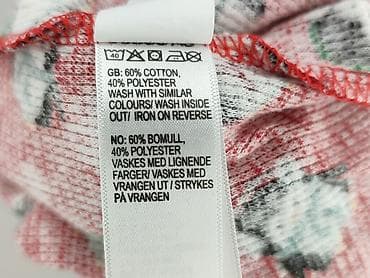 40
GB: 60% COTTON,
40% POLYESTER
WASH WITH SIMILAR
COLOURS/ WASH INSIDE
OUT/ IRON ON REVERSE
NO: 60% BOMULL,
40% POLYESTER
VASKES MED LIGNENDE
FARGER/ VASKES MED
VRANGEN UT / STRYKES
PÅ VRANGEN